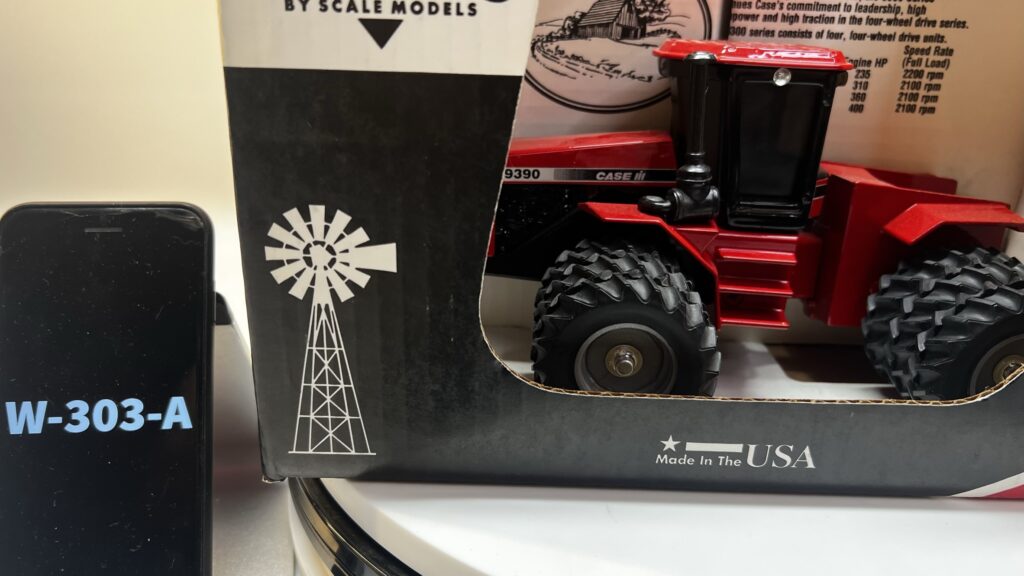 BY SCALE MODELS
Case's commitment to leadership, high
power and high traction in the four-wheel drive series.
300 series consists of four, four-wheel drive units.
Speed Rate
(Full Load)
HP
235 2200 rpm
310 2100 rpm
360 2100 rpm
400 2100 rpm
9390 CASE IH
W-303-A
Made In The USA